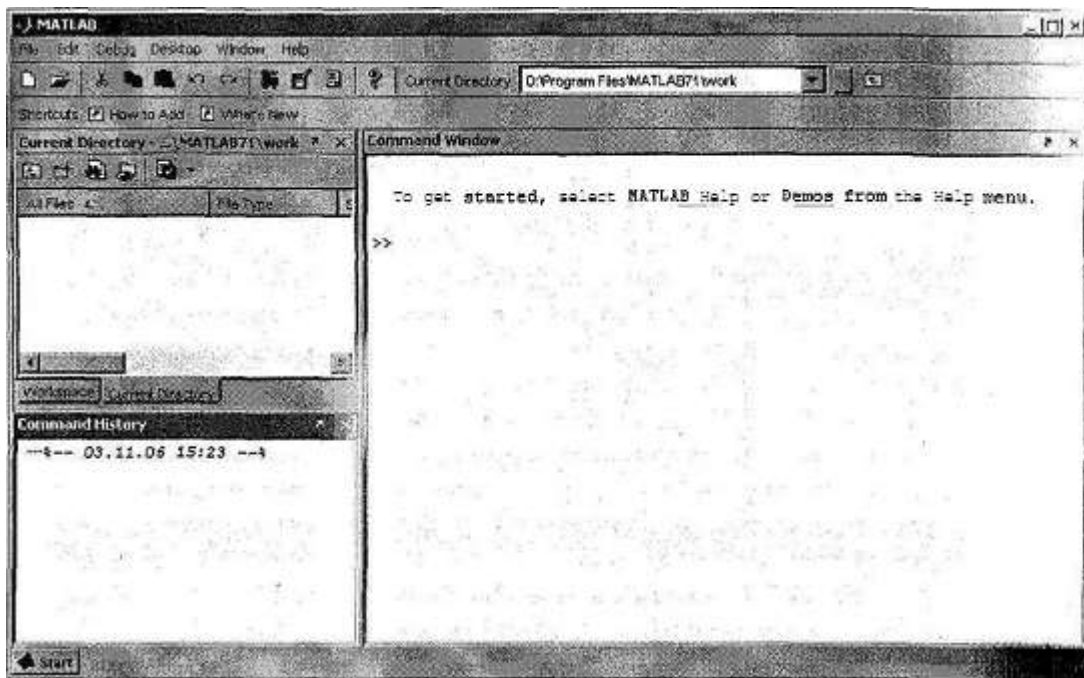 MATLAB
File Edit Debug Desktop Window Help
Current Directory D:\Program Files\MATLAB71\work
Shortcuts How to Add What's New
Current Directory - ...\MATLAB71\work
All Files File Type S
Workspace Current Directory
Command History
--%-- 03.11.06 15:23 --%
Command Window
To get started, select MATLAB Help or Demos from the Help menu.
>>
Start